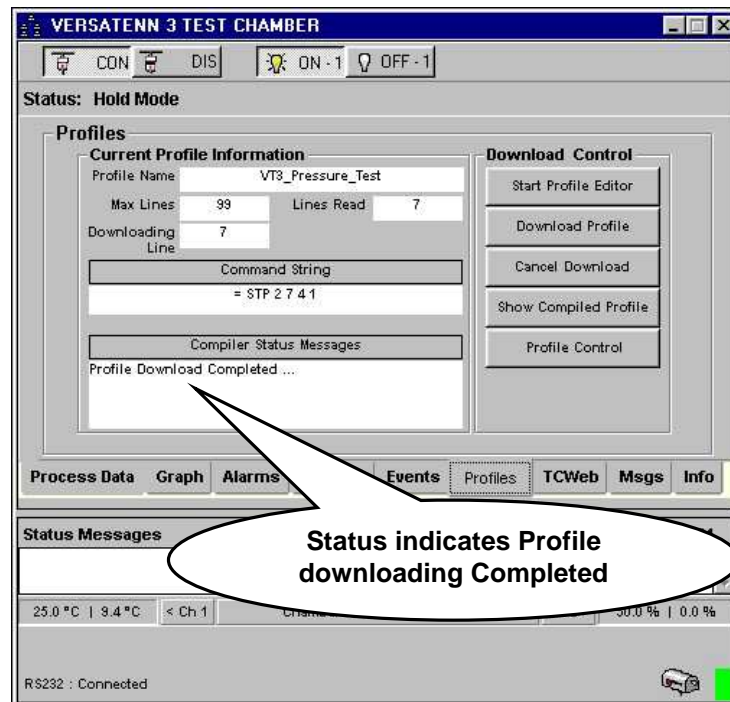 VERSATENN 3 TEST CHAMBER
CON DIS ON - 1 OFF - 1
Status: Hold Mode
Profiles
Current Profile Information
Profile Name VT3_Pressure_Test
Max Lines 99 Lines Read 7
Downloading Line 7
Command String
= STP 2 7 4 1
Compiler Status Messages
Profile Download Completed ...
Download Control
Start Profile Editor
Download Profile
Cancel Download
Show Compiled Profile
Profile Control
Process Data Graph Alarms Events Profiles TCWeb Msgs Info
Status Messages
Status indicates Profile
downloading Completed
25.0 °C | 9.4 °C < Ch 1 50.0 % | 0.0 %
RS232 : Connected